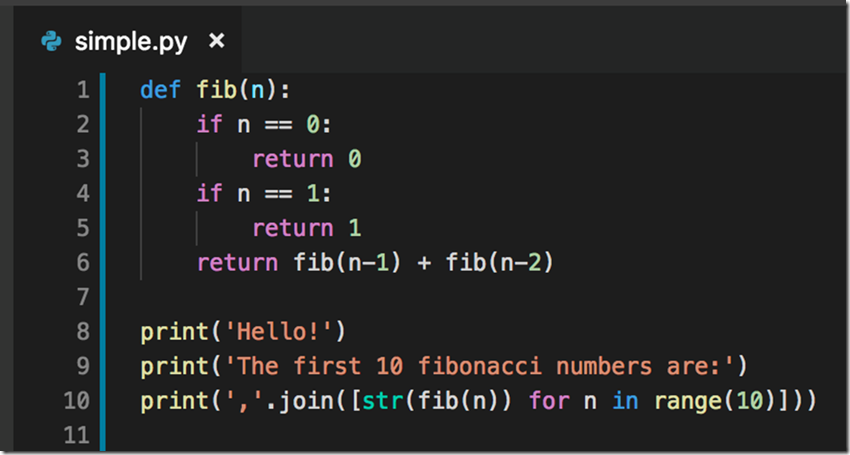 simple.py ×
1 def fib(n):
2     if n == 0:
3         return 0
4     if n == 1:
5         return 1
6     return fib(n-1) + fib(n-2)
7
8 print('Hello!')
9 print('The first 10 fibonacci numbers are:')
10 print(','.join([str(fib(n)) for n in range(10)]))
11